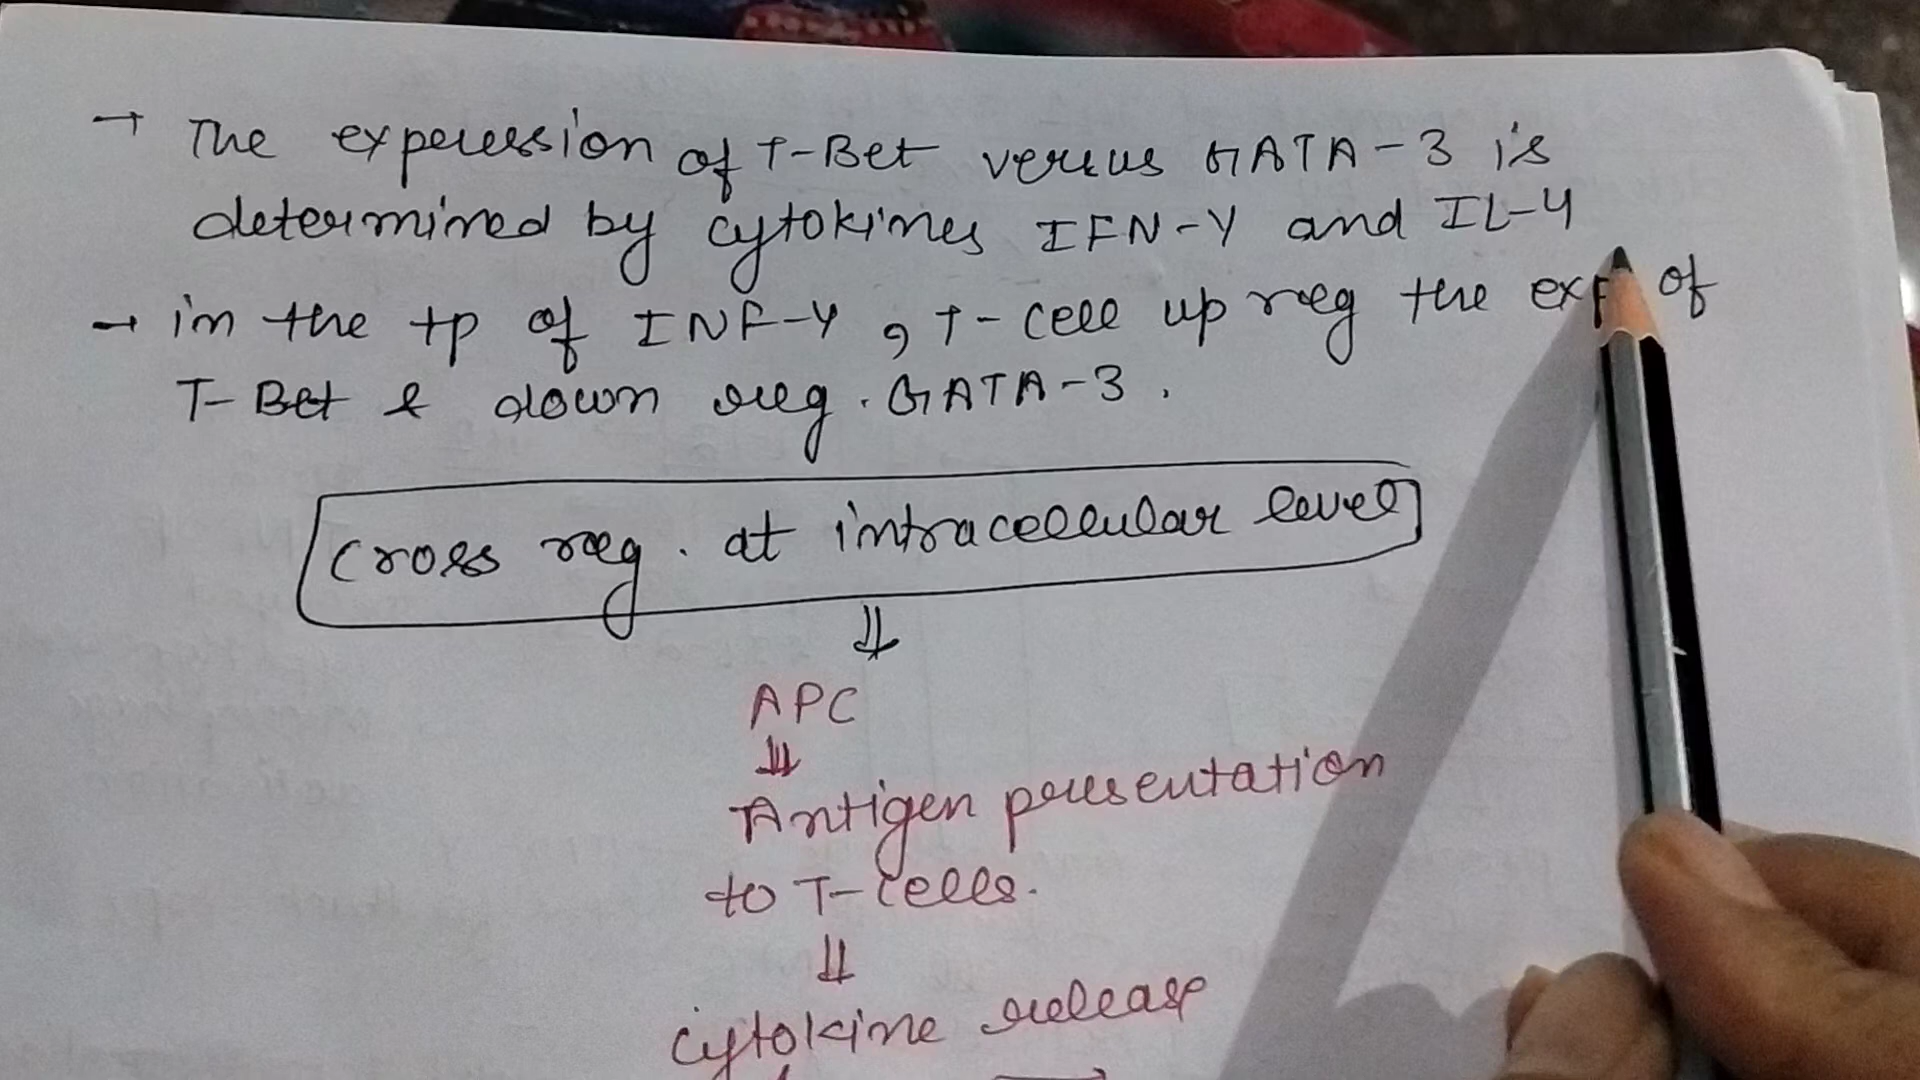 → The expression of T-Bet versus GATA-3 is
determined by cytokines IFN-γ and IL-4
→ in the tp of INF-γ, T-cell up reg the exp of
T-Bet & down reg. GATA-3.
Cross reg. at intracellular level
⇓
APC
⇓
Antigen presentation
to T-cells.
⇓
cytokine release